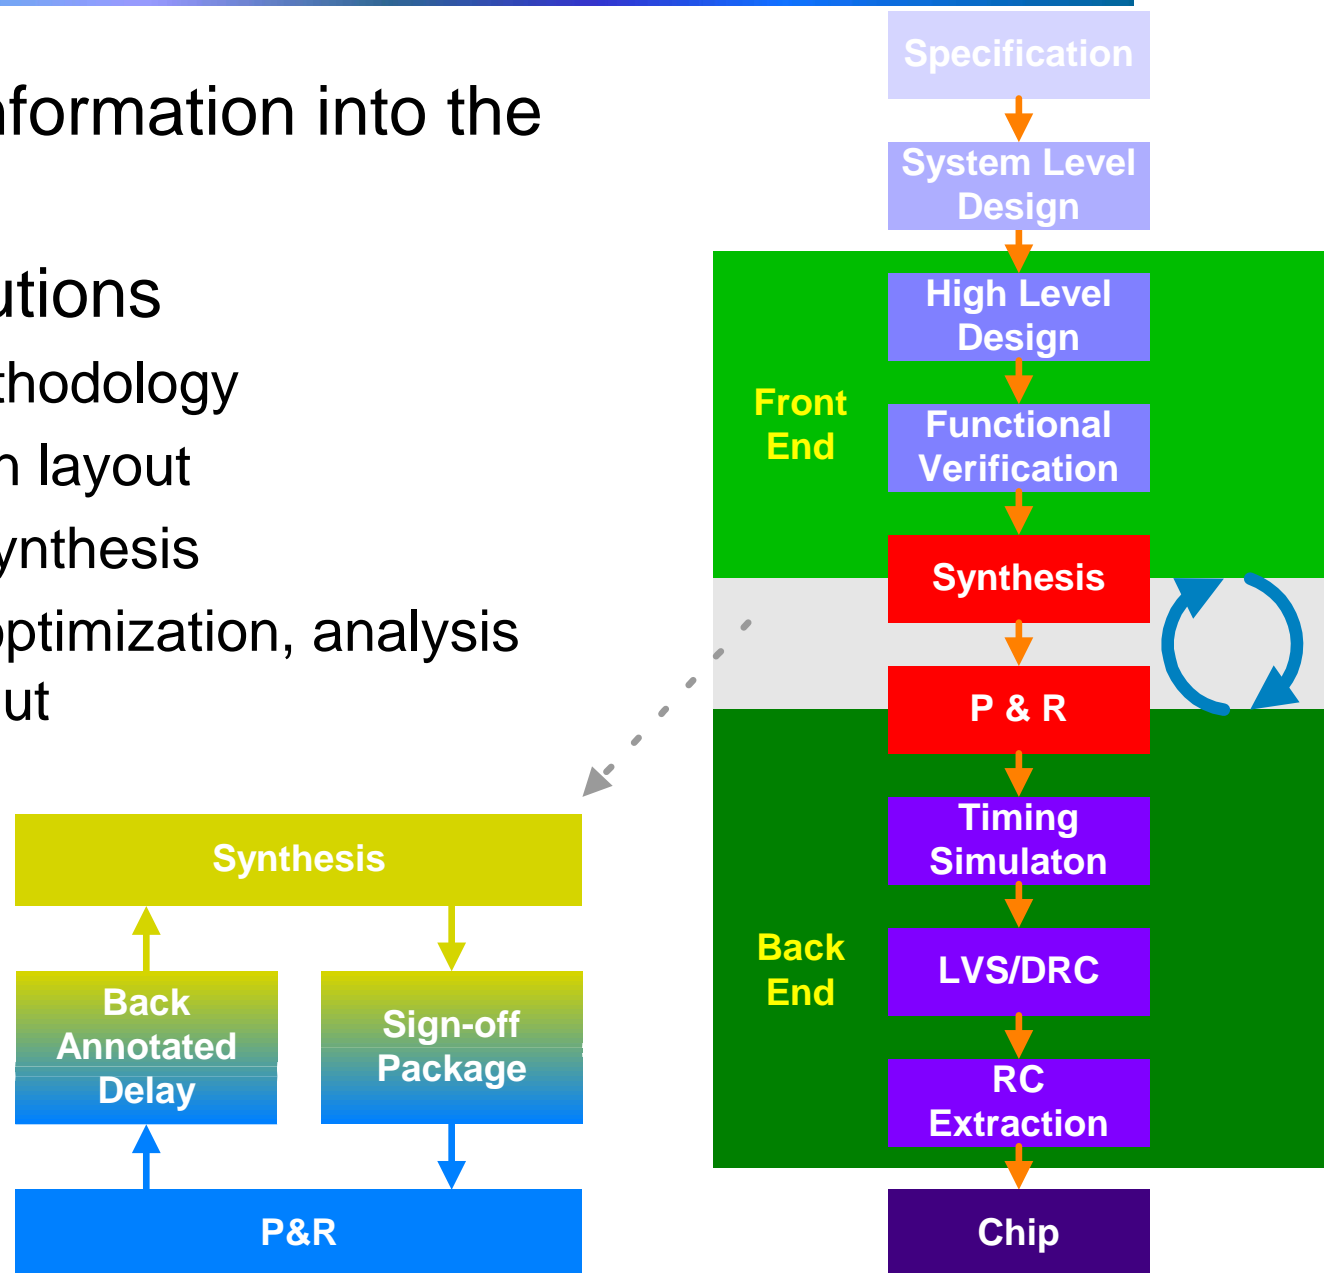 nformation into the
utions
thodology
n layout
ynthesis
optimization, analysis
ut
Specification
System Level
Design
High Level
Design
Front
End
Functional
Verification
Synthesis
P & R
Timing
Simulaton
Back
End
LVS/DRC
RC
Extraction
Chip
Synthesis
Back
Annotated
Delay
Sign-off
Package
P&R